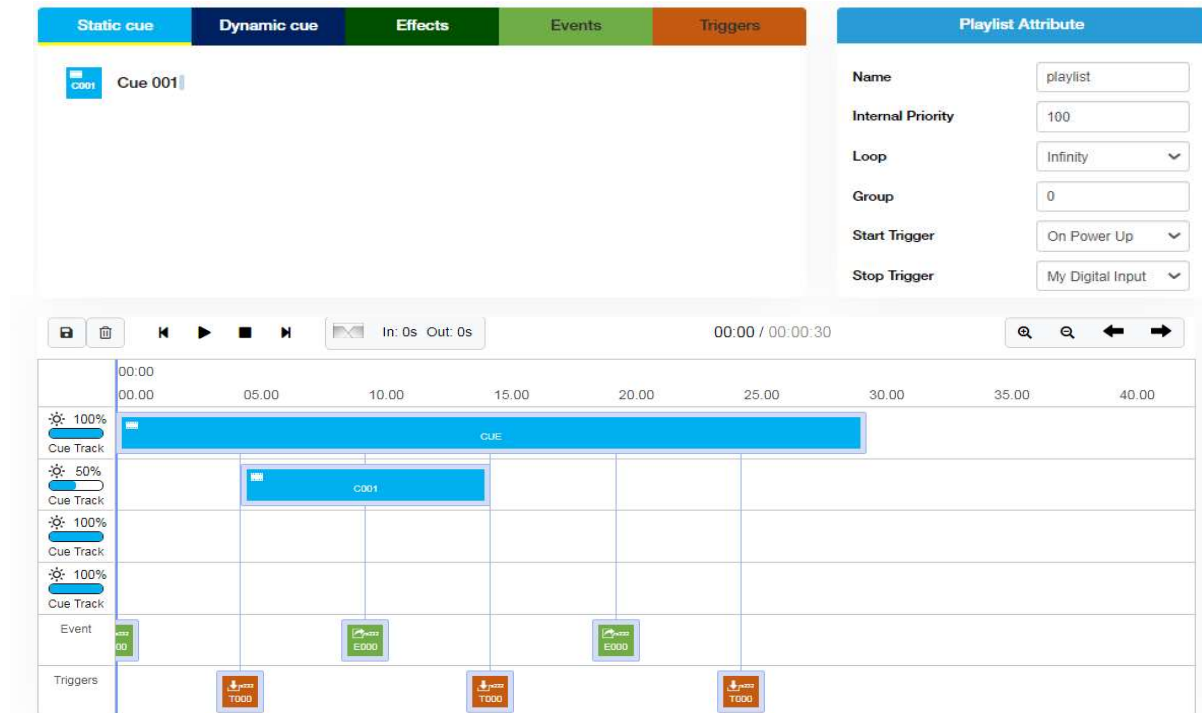 Static cue Dynamic cue Effects Events Triggers
C001 Cue 001
Playlist Attribute
Name playlist
Internal Priority 100
Loop Infinity
Group 0
Start Trigger On Power Up
Stop Trigger My Digital Input
In: 0s Out: 0s 00:00 / 00:00:30
00:00
00.00 05.00 10.00 15.00 20.00 25.00 30.00 35.00 40.00
100%
Cue Track
CUE
50%
Cue Track
C001
100%
Cue Track
100%
Cue Track
Event
00 E000 E000
Triggers
T000 T000 T000